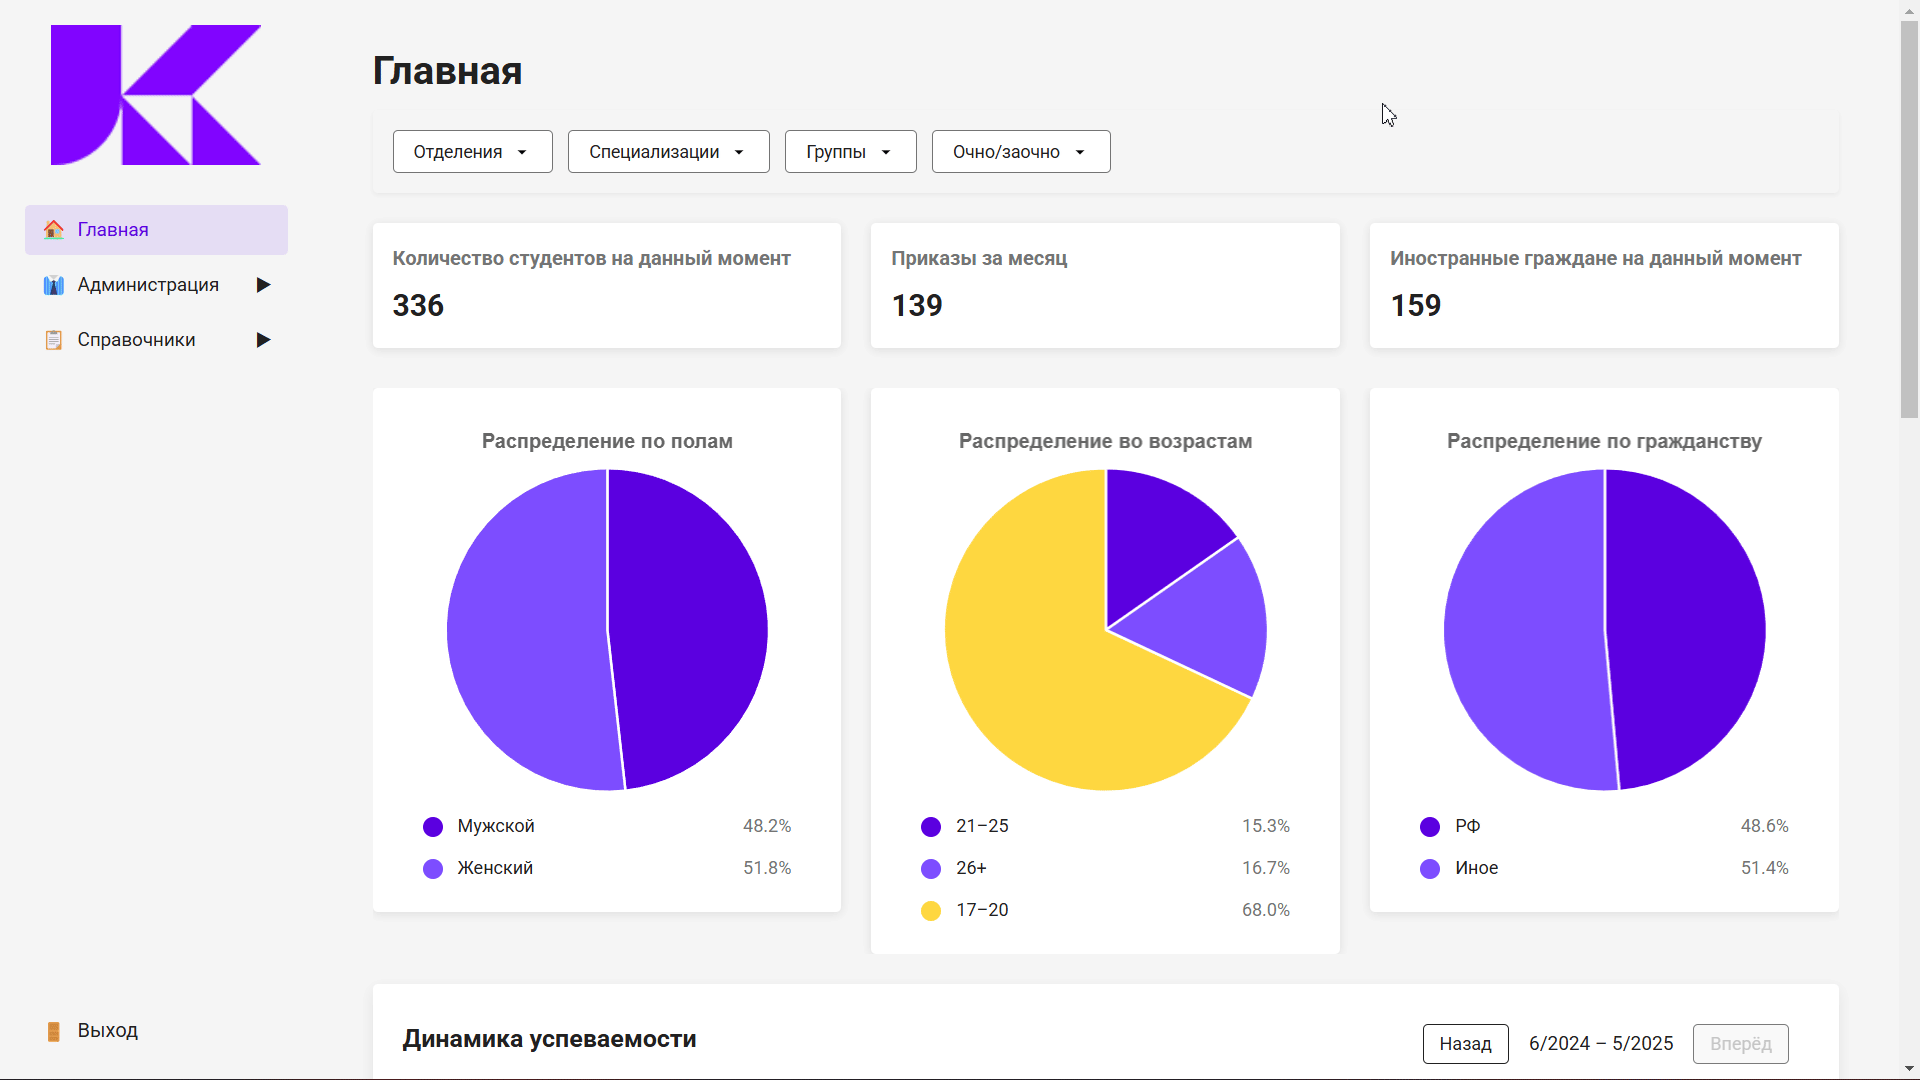 Главная
Администрация
Справочники
Выход
Главная
Отделения
Специализации
Группы
Очно/заочно
Количество студентов на данный момент
336
Приказы за месяц
139
Иностранные граждане на данный момент
159
Распределение по полам
Мужской 48.2%
Женский 51.8%
Распределение во возрастам
21–25 15.3%
26+ 16.7%
17–20 68.0%
Распределение по гражданству
РФ 48.6%
Иное 51.4%
Динамика успеваемости
Назад 6/2024 – 5/2025 Вперёд